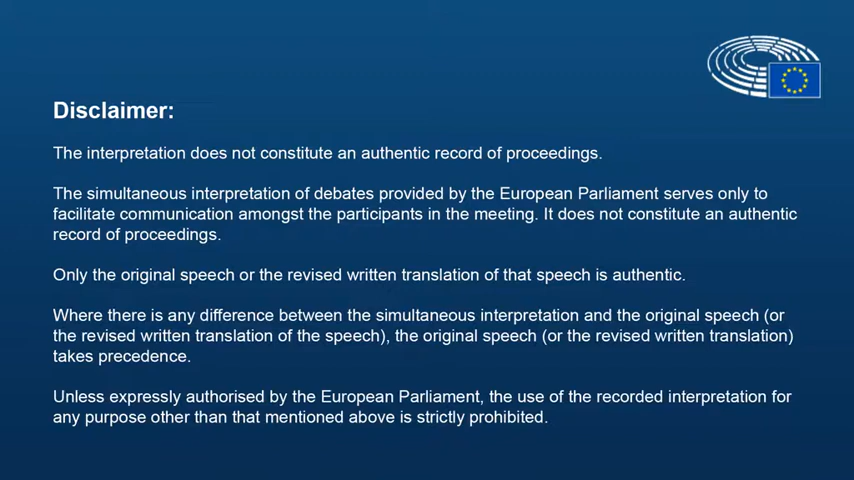 Disclaimer:
The interpretation does not constitute an authentic record of proceedings.
The simultaneous interpretation of debates provided by the European Parliament serves only to
facilitate communication amongst the participants in the meeting. It does not constitute an authentic
record of proceedings.
Only the original speech or the revised written translation of that speech is authentic.
Where there is any difference between the simultaneous interpretation and the original speech (or
the revised written translation of the speech), the original speech (or the revised written translation)
takes precedence.
Unless expressly authorised by the European Parliament, the use of the recorded interpretation for
any purpose other than that mentioned above is strictly prohibited.